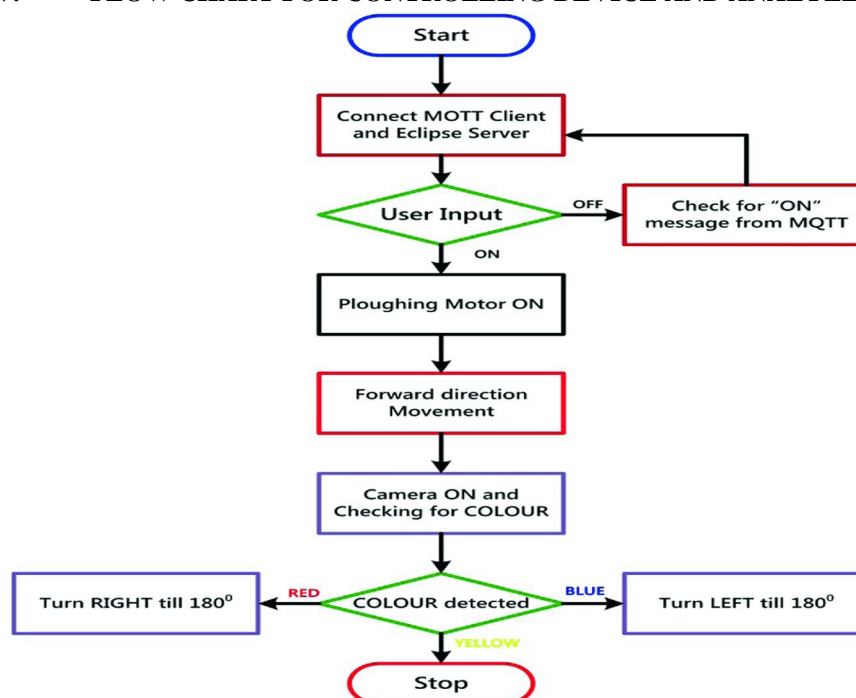 Start
Connect MOTT Client
and Eclipse Server
User Input
OFF
Check for “ON”
message from MQTT
ON
Ploughing Motor ON
Forward direction
Movement
Camera ON and
Checking for COLOUR
Turn RIGHT till 180⁰
RED
COLOUR detected
BLUE
Turn LEFT till 180⁰
YELLOW
Stop